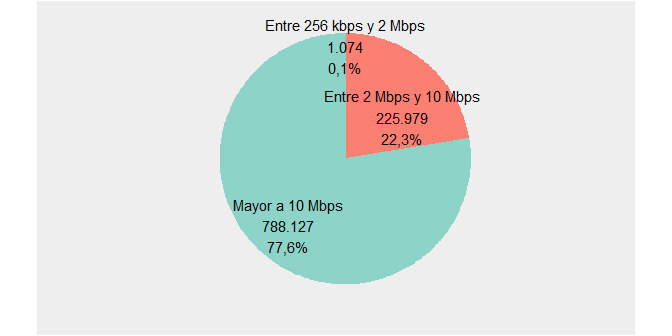 Entre 256 kbps y 2 Mbps
1.074
0,1%
Entre 2 Mbps y 10 Mbps
225.979
22,3%
Mayor a 10 Mbps
788.127
77,6%